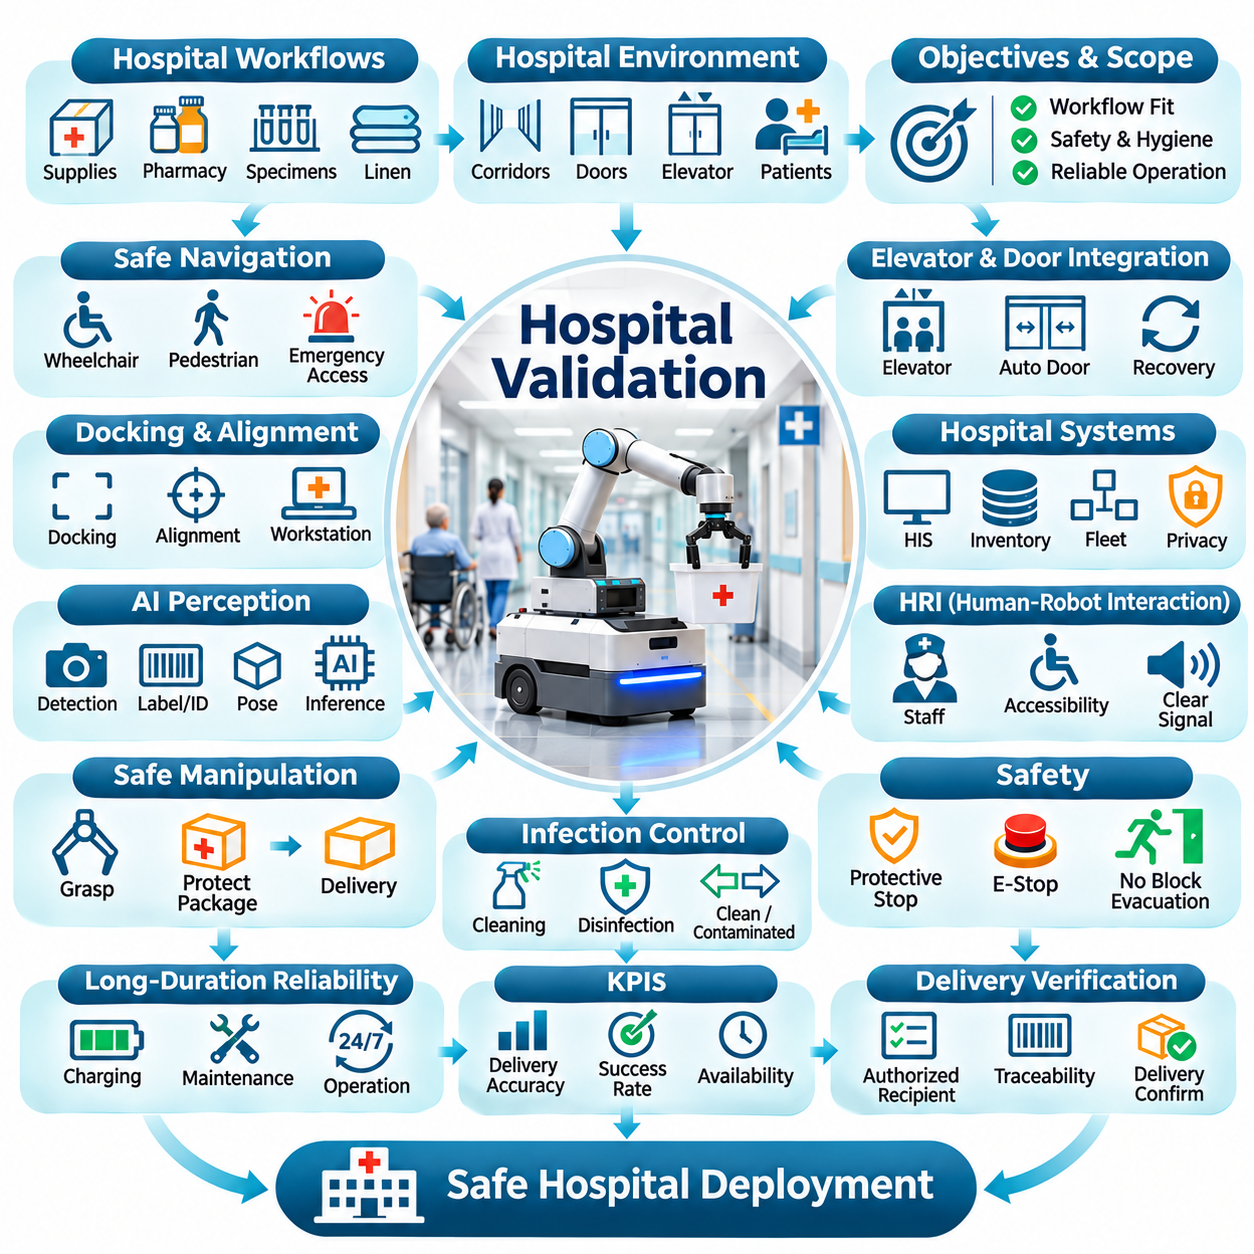 Hospital Workflows
Supplies
Pharmacy
Specimens
Linen
Hospital Environment
Corridors
Doors
Elevator
Patients
Objectives & Scope
Workflow Fit
Safety & Hygiene
Reliable Operation
Safe Navigation
Wheelchair
Pedestrian
Emergency
Access
Hospital
Validation
Elevator & Door Integration
Elevator
Auto Door
Recovery
Docking & Alignment
Docking
Alignment
Workstation
Hospital Systems
HIS
Inventory
Fleet
Privacy
AI Perception
Detection
Label/ID
Pose
AI
Inference
HRI (Human-Robot Interaction)
Staff
Accessibility
Clear
Signal
Safe Manipulation
Grasp
Protect
Package
Delivery
Infection Control
Cleaning
Disinfection
Clean /
Contaminated
Safety
Protective
Stop
E-Stop
No Block
Evacuation
Long-Duration Reliability
Charging
Maintenance
24/7
Operation
KPIS
Delivery
Accuracy
Success
Rate
Availability
Delivery Verification
Authorized
Recipient
Traceability
Delivery
Confirm
Safe Hospital Deployment